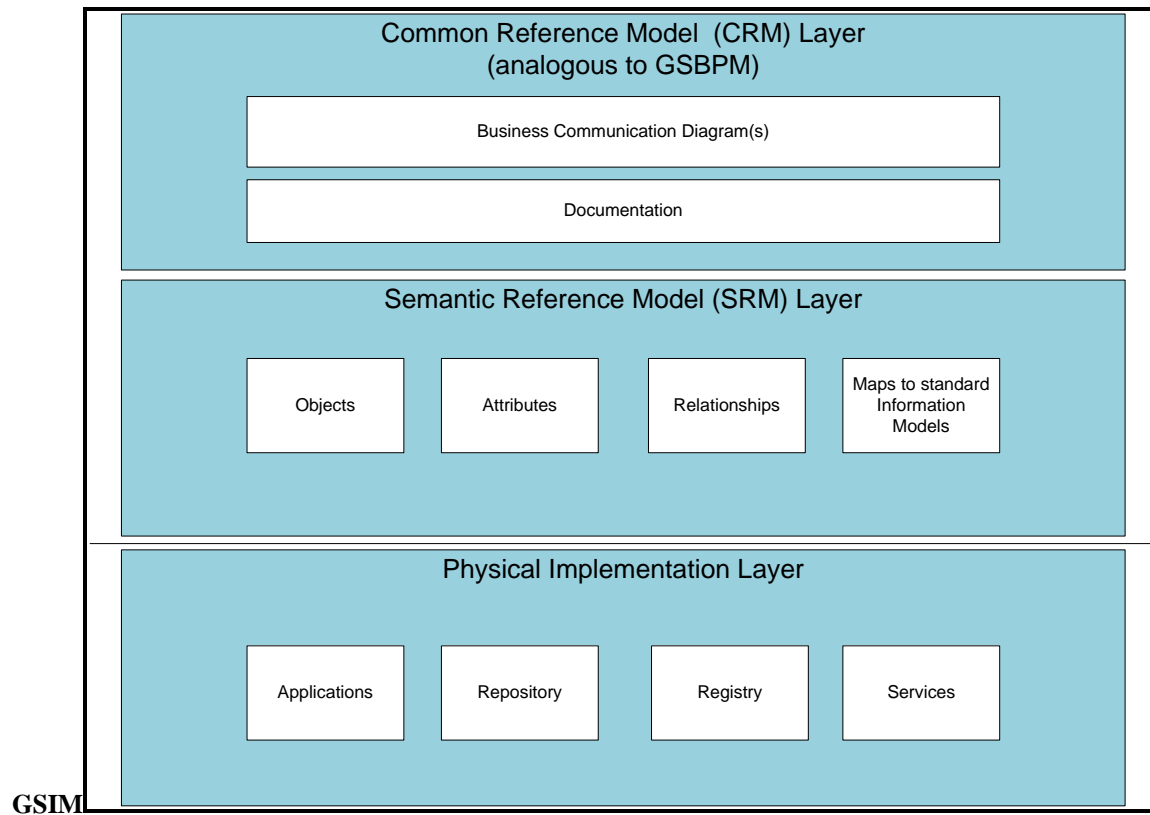 Common Reference Model (CRM) Layer
(analogous to GSBPM)
Business Communication Diagram(s)
Documentation
Semantic Reference Model (SRM) Layer
Objects
Attributes
Relationships
Maps to standard
Information
Models
Physical Implementation Layer
Applications
Repository
Registry
Services
GSIM